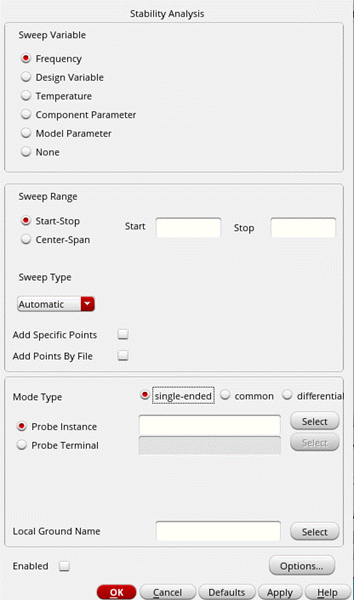 Stability Analysis
Sweep Variable
Frequency
Design Variable
Temperature
Component Parameter
Model Parameter
None
Sweep Range
Start-Stop Start Stop
Center-Span
Sweep Type
Automatic
Add Specific Points
Add Points By File
Mode Type single-ended common differential
Probe Instance Select
Probe Terminal Select
Local Ground Name Select
Enabled Options...
OK Cancel Defaults Apply Help